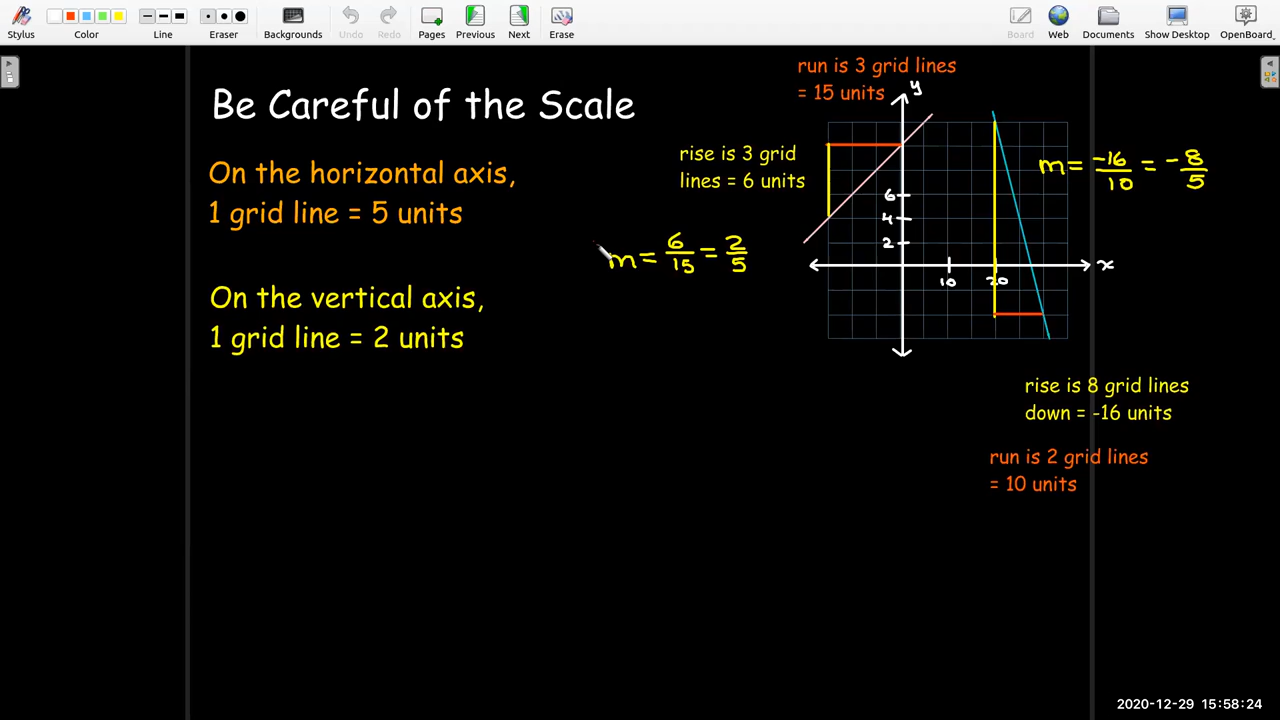 Stylus
Color
Line
Eraser
Backgrounds
Undo
Redo
Pages
Previous
Next
Erase
Board
Web
Documents
Show Desktop
OpenBoard
Be Careful of the Scale
On the horizontal axis,
1 grid line = 5 units
On the vertical axis,
1 grid line = 2 units
run is 3 grid lines
= 15 units
rise is 3 grid
lines = 6 units
m = 6/15 = 2/5
y
6
4
2
10 20
x
m = -16/10 = -8/5
rise is 8 grid lines
down = -16 units
run is 2 grid lines
= 10 units
2020-12-29 15:58:24